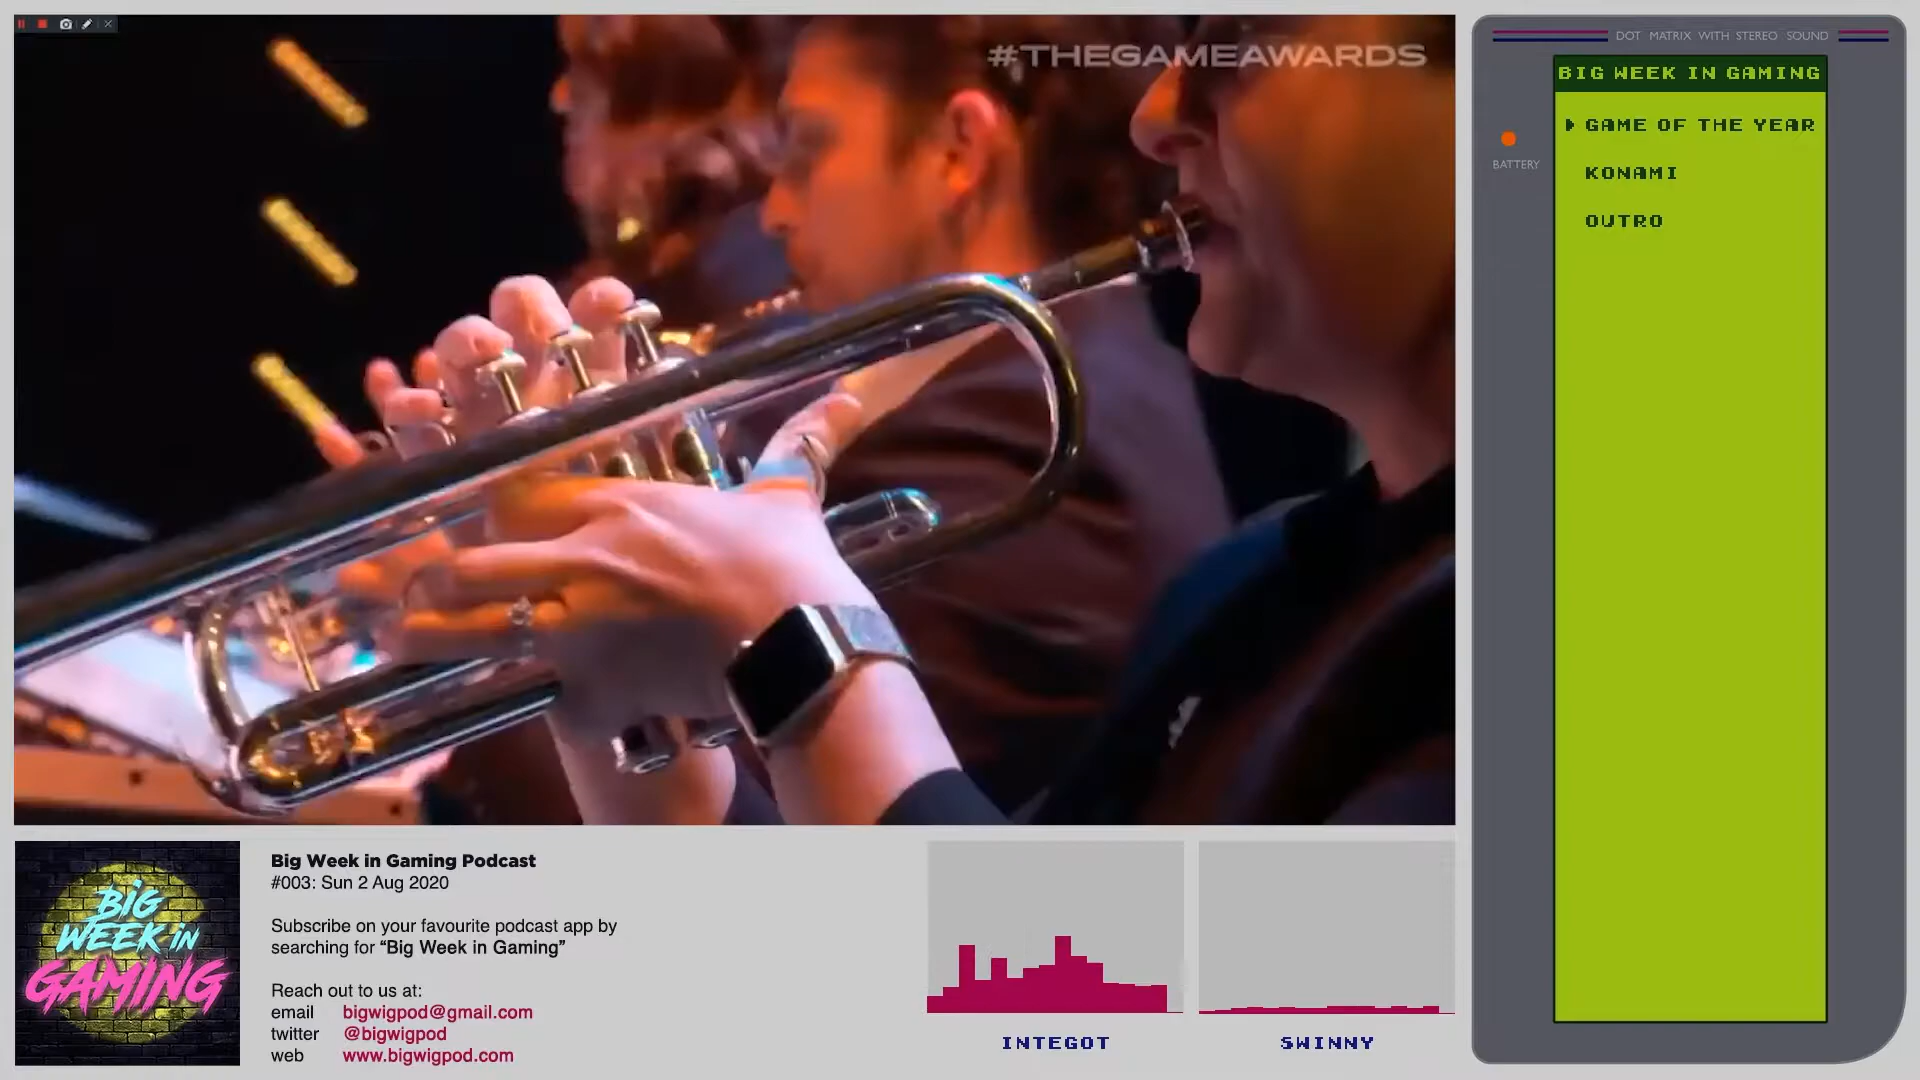 #THEGAMEAWARDS
DOT MATRIX WITH STEREO SOUND
BIG WEEK IN GAMING
GAME OF THE YEAR
KONAMI
OUTRO
BATTERY
BIG
WEEK IN
GAMING
Big Week in Gaming Podcast
#003: Sun 2 Aug 2020
Subscribe on your favourite podcast app by
searching for “Big Week in Gaming”
Reach out to us at:
email bigwigpod@gmail.com
twitter @bigwigpod
web www.bigwigpod.com
INTEGOT
SWINNY